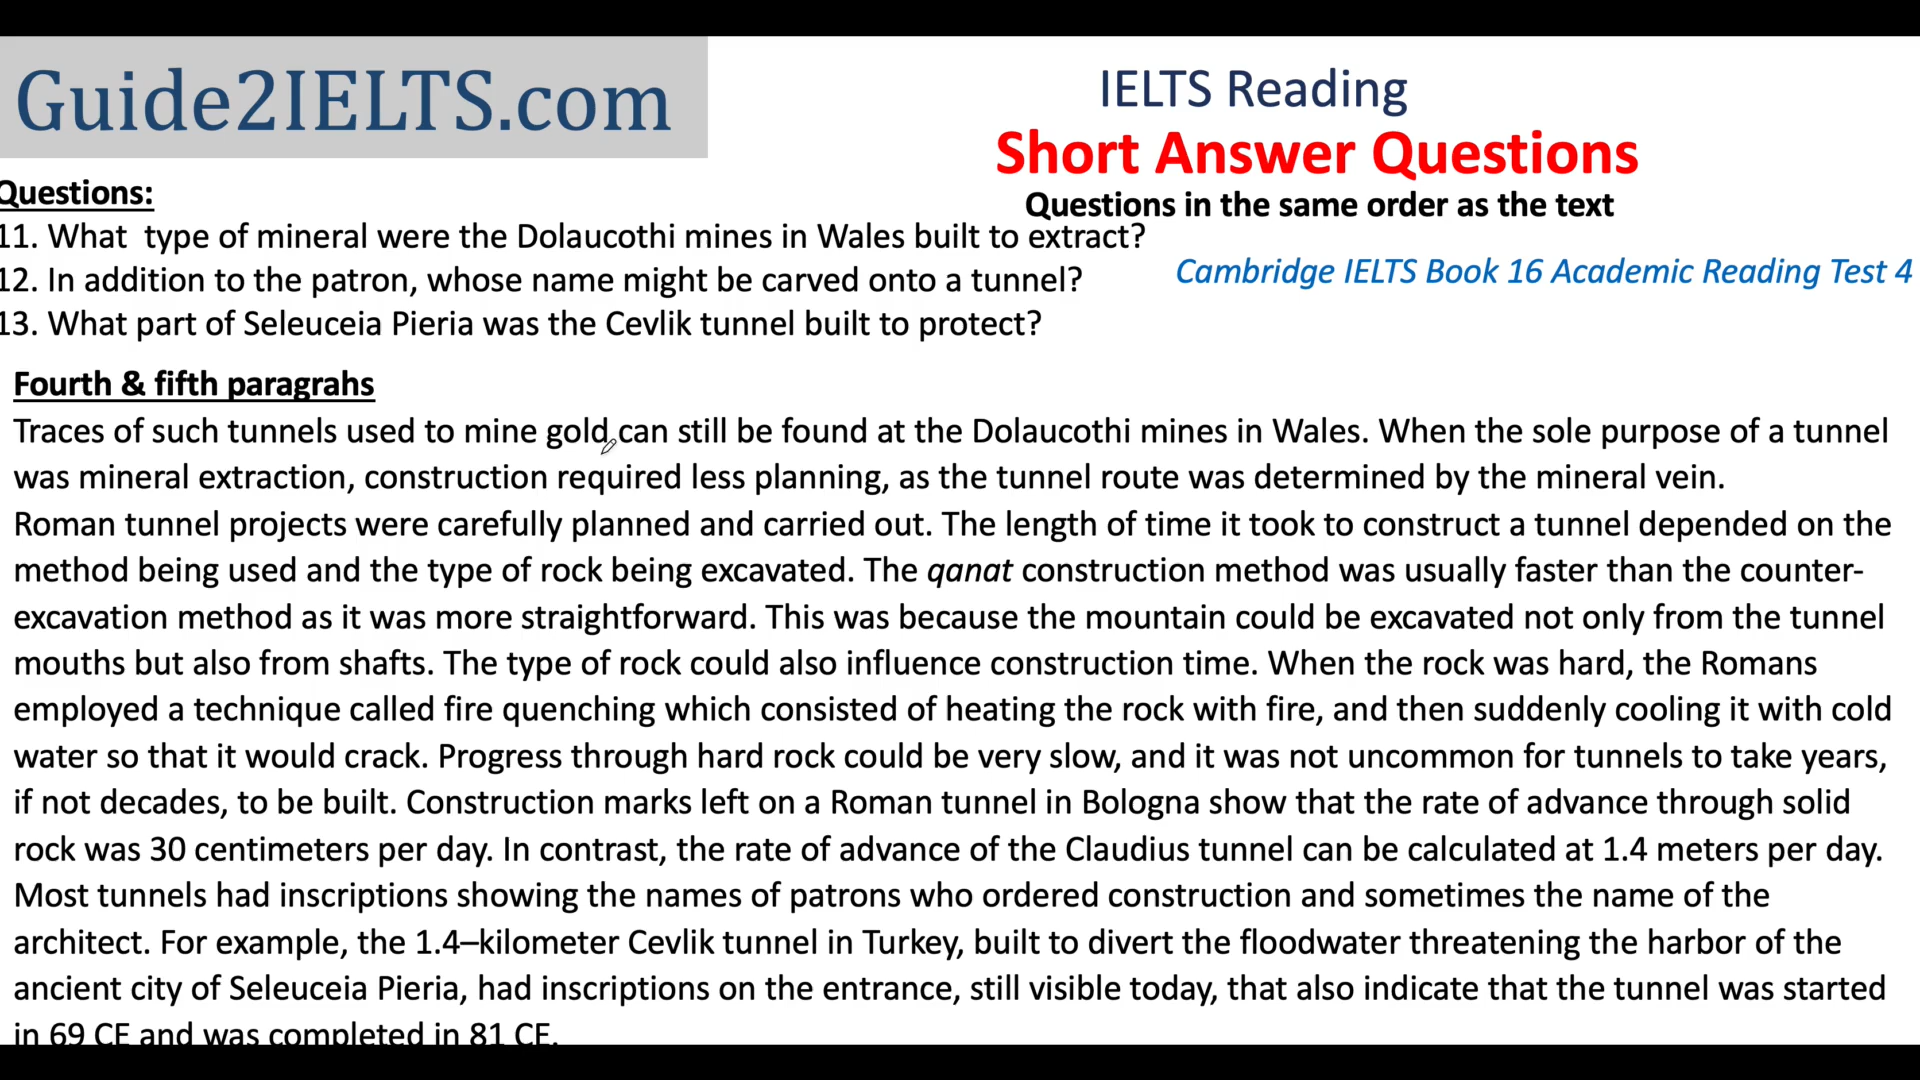 Guide2IELTS.com
IELTS Reading
Short Answer Questions
Questions in the same order as the text
Cambridge IELTS Book 16 Academic Reading Test 4
Questions:
11. What type of mineral were the Dolaucothi mines in Wales built to extract?
12. In addition to the patron, whose name might be carved onto a tunnel?
13. What part of Seleuceia Pieria was the Cevlik tunnel built to protect?
Fourth & fifth paragrahs
Traces of such tunnels used to mine gold can still be found at the Dolaucothi mines in Wales. When the sole purpose of a tunnel
was mineral extraction, construction required less planning, as the tunnel route was determined by the mineral vein.
Roman tunnel projects were carefully planned and carried out. The length of time it took to construct a tunnel depended on the
method being used and the type of rock being excavated. The qanat construction method was usually faster than the counter-
excavation method as it was more straightforward. This was because the mountain could be excavated not only from the tunnel
mouths but also from shafts. The type of rock could also influence construction time. When the rock was hard, the Romans
employed a technique called fire quenching which consisted of heating the rock with fire, and then suddenly cooling it with cold
water so that it would crack. Progress through hard rock could be very slow, and it was not uncommon for tunnels to take years,
if not decades, to be built. Construction marks left on a Roman tunnel in Bologna show that the rate of advance through solid
rock was 30 centimeters per day. In contrast, the rate of advance of the Claudius tunnel can be calculated at 1.4 meters per day.
Most tunnels had inscriptions showing the names of patrons who ordered construction and sometimes the name of the
architect. For example, the 1.4–kilometer Cevlik tunnel in Turkey, built to divert the floodwater threatening the harbor of the
ancient city of Seleuceia Pieria, had inscriptions on the entrance, still visible today, that also indicate that the tunnel was started
in 69 CE and was completed in 81 CE.